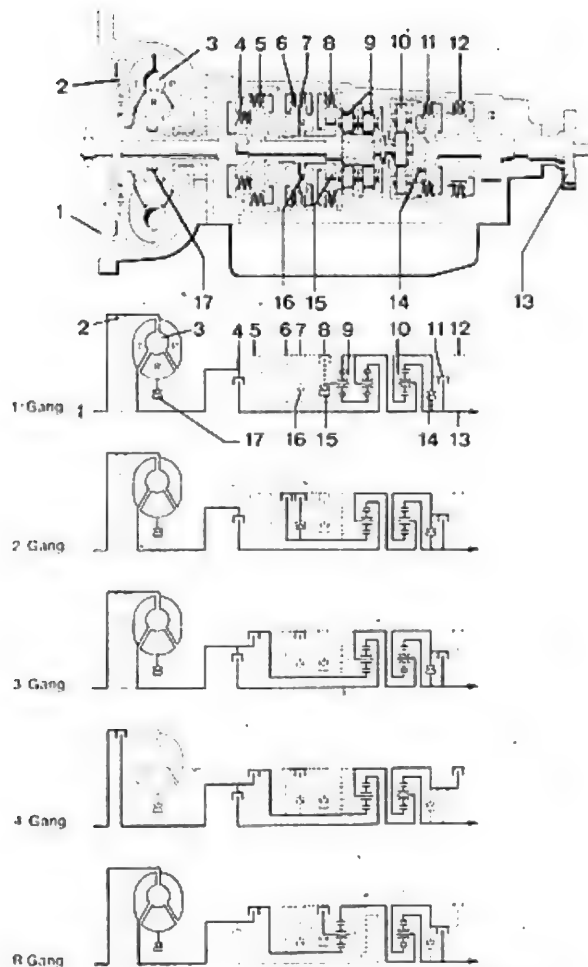 3 4 5 6 7 8 9 10 11 12
2
T P
R
1
17 16 15 14 13
2 3 4 5 6 7 8 9 10 11 12
T P
R
1. Gang 1
17 16 15 14 13
2. Gang
3. Gang
4. Gang
R Gang